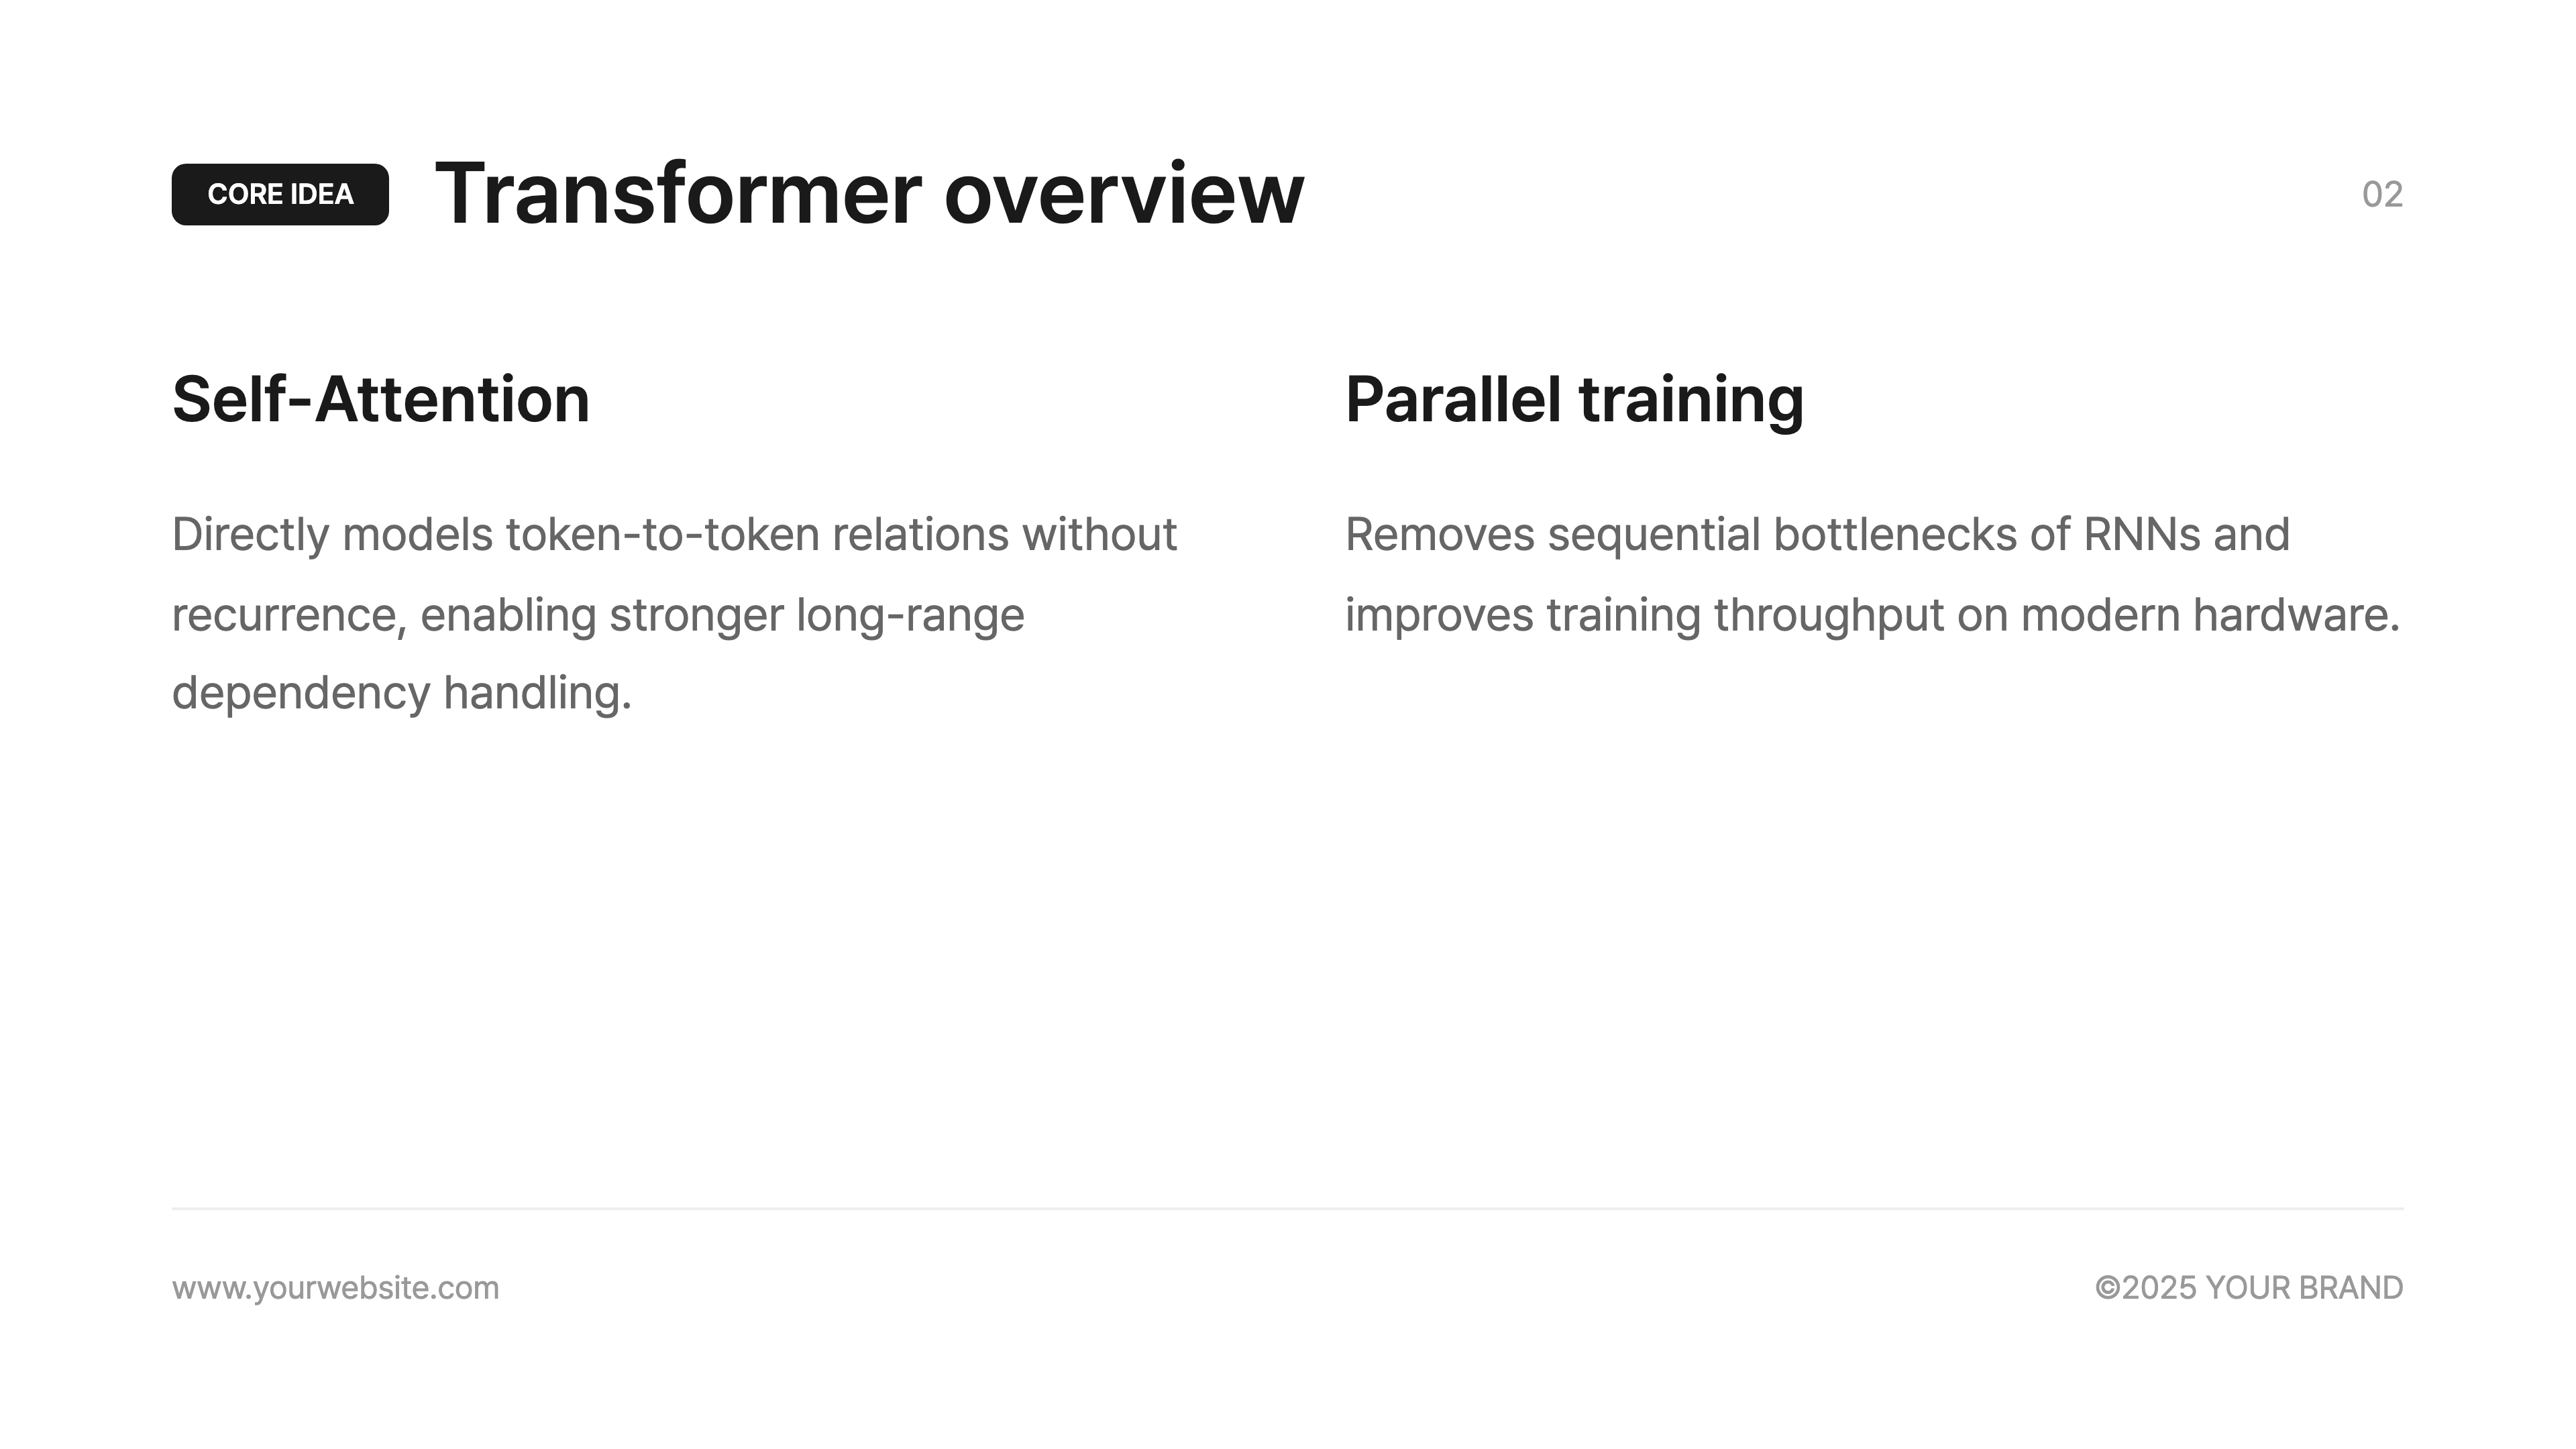 CORE IDEA
Transformer overview
02
Self-Attention
Directly models token-to-token relations without
recurrence, enabling stronger long-range
dependency handling.
Parallel training
Removes sequential bottlenecks of RNNs and
improves training throughput on modern hardware.
www.yourwebsite.com
©2025 YOUR BRAND